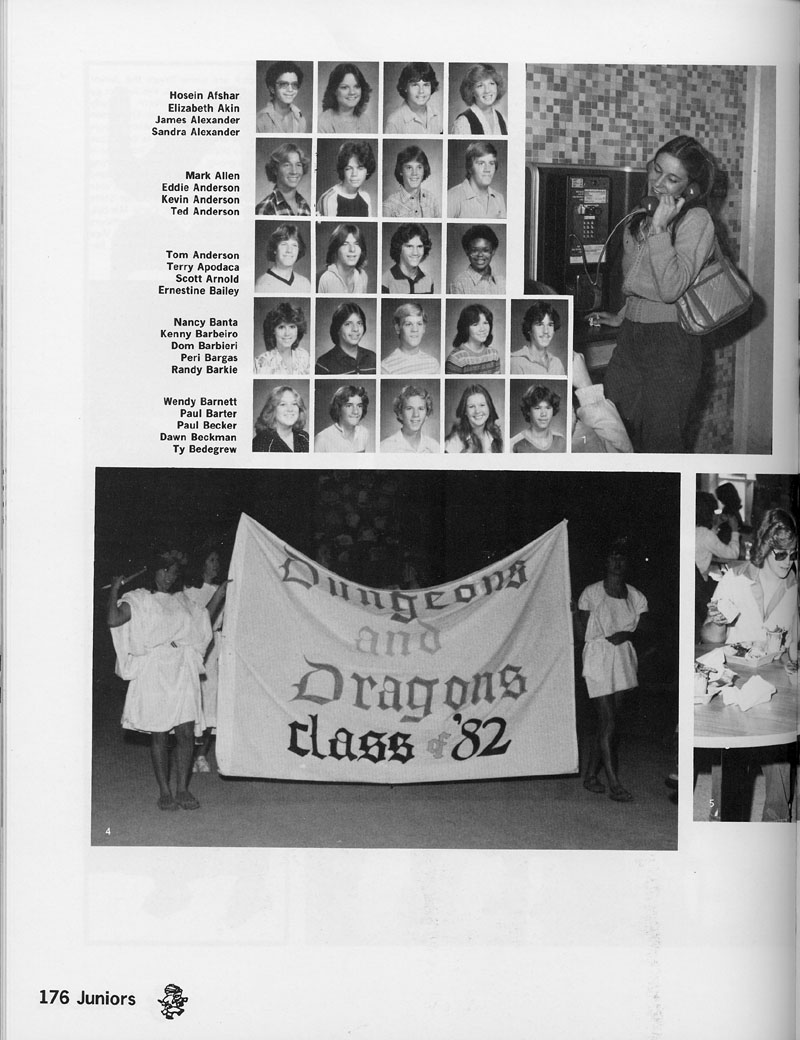 Hosein Afshar
Elizabeth Akin
James Alexander
Sandra Alexander
Mark Allen
Eddie Anderson
Kevin Anderson
Ted Anderson
Tom Anderson
Terry Apodaca
Scott Arnold
Ernestine Bailey
Nancy Banta
Kenny Barbeiro
Dom Barbieri
Peri Bargas
Randy Barkie
Wendy Barnett
Paul Barter
Paul Becker
Dawn Beckman
Ty Bedegrew
1
Dungeons
and
Dragons
class of '82
4
5
176 Juniors